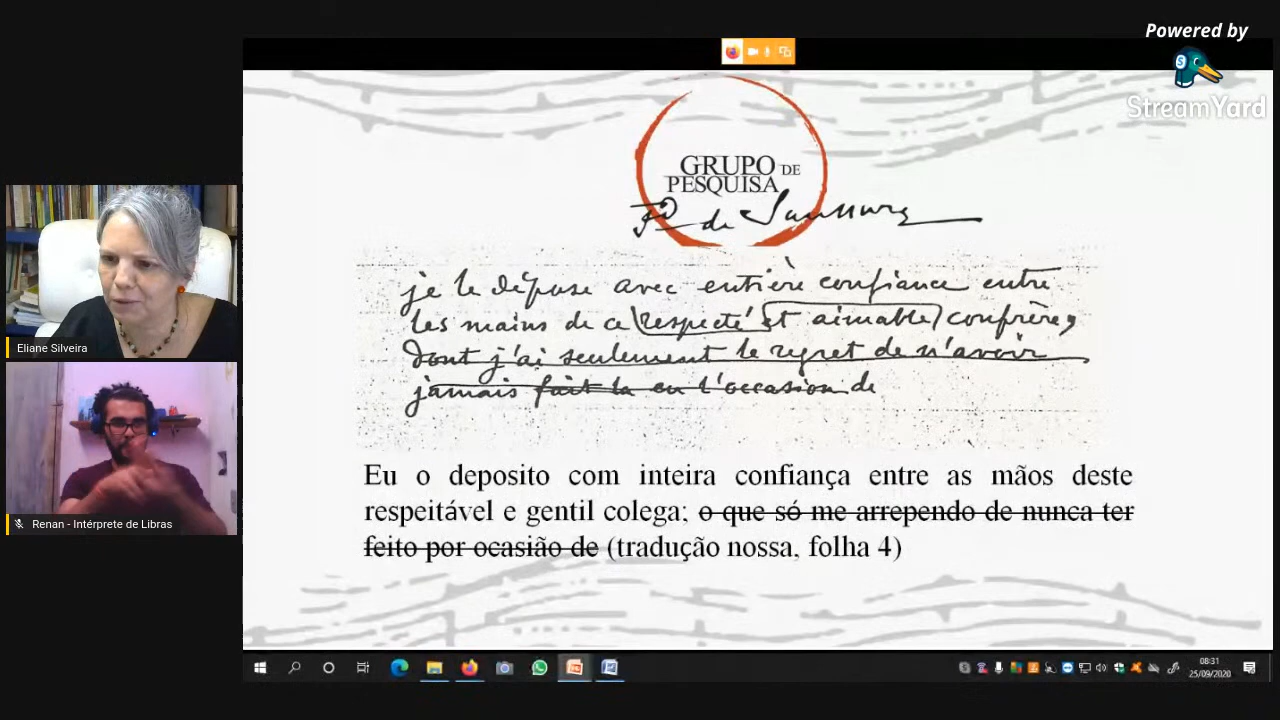 Powered by
StreamYard
GRUPO DE
PESQUISA
F. de Saussure
je le dépose avec entière confiance entre
les mains de ce (respecté et aimable) confrère,
dont j'ai seulement le regret de n'avoir
jamais fait la eu l'occasion de
Eu o deposito com inteira confiança entre as mãos deste
respeitável e gentil colega; o que só me arrependo de nunca ter
feito por ocasião de (tradução nossa, folha 4)
Eliane Silveira
Renan - Intérprete de Libras
08:31
25/09/2020